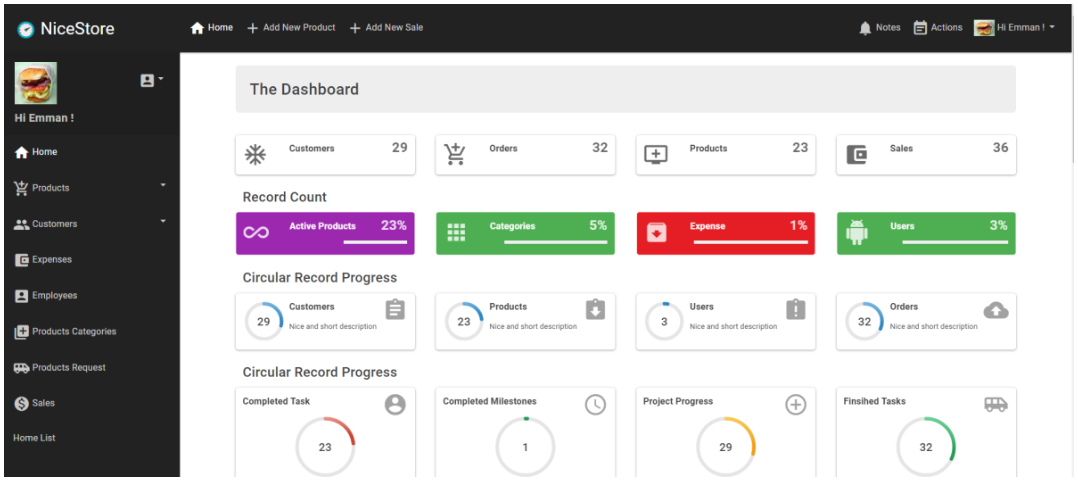 NiceStore
Home
Add New Product
Add New Sale
Notes
Actions
Hi Emman !
Hi Emman !
Home
Products
Customers
Expenses
Employees
Products Categories
Products Request
Sales
Home List
The Dashboard
Customers 29
Orders 32
Products 23
Sales 36
Record Count
Active Products 23%
Categories 5%
Expense 1%
Users 3%
Circular Record Progress
29 Customers
Nice and short description
23 Products
Nice and short description
3 Users
Nice and short description
32 Orders
Nice and short description
Circular Record Progress
Completed Task
23
Completed Milestones
1
Project Progress
29
Finsihed Tasks
32